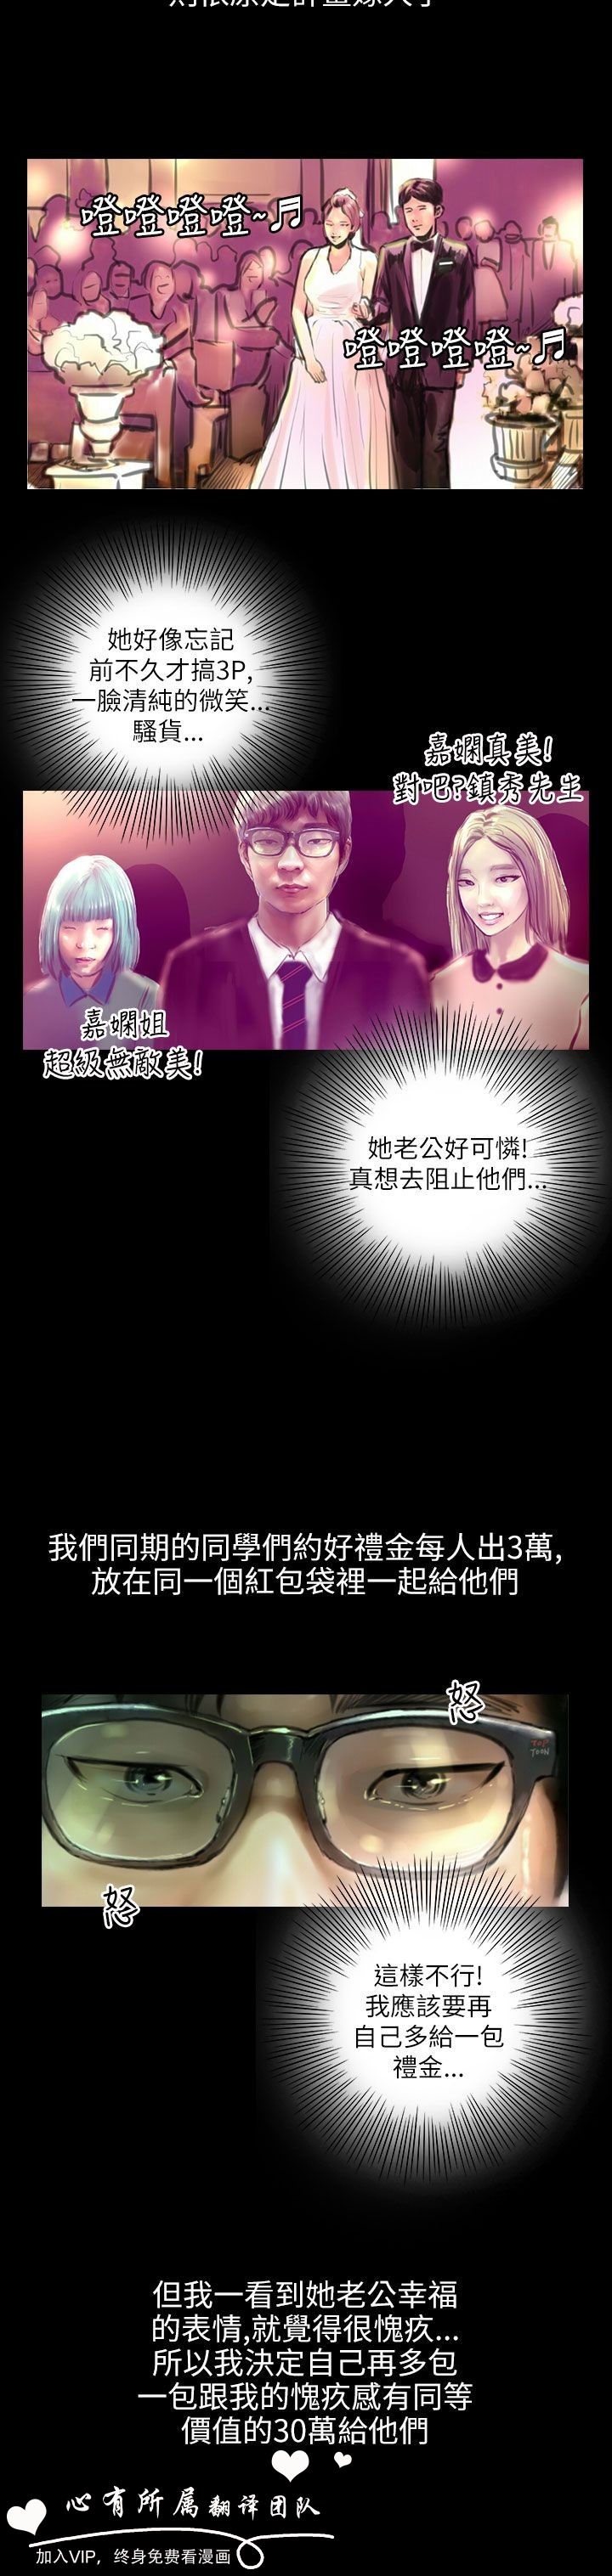 噔噔噔噔~♬
噔噔噔噔~♬
她好像忘記
前不久才搞3P,
一臉清純的微笑...
騷貨...
嘉嫻真美!
對吧?鎮秀先生
嘉嫻姐
超級無敵美!
她老公好可憐!
真想去阻止他們...
我們同期的同學們約好禮金每人出3萬,
放在同一個紅包袋裡一起給他們
怒
TOP
TOON
怒
這樣不行!
我應該要再
自己多給一包
禮金...
但我一看到她老公幸福
的表情,就覺得很愧疚...
所以我決定自己再多包
一包跟我的愧疚感有同等
價值的30萬給他們
心有所属翻译团队
加入VIP，终身免费看漫画